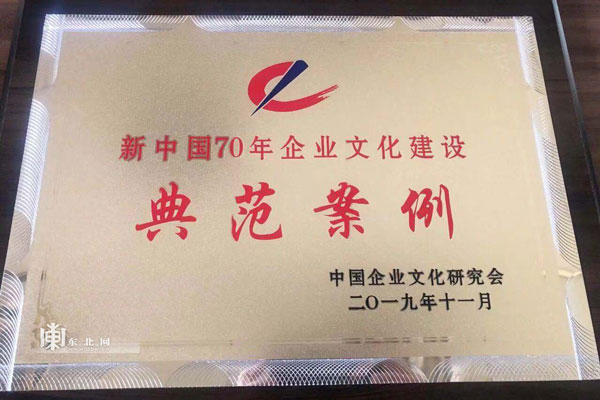 新中国70年企业文化建设
典范案例
中国企业文化研究会
二〇一九年十一月
东北网